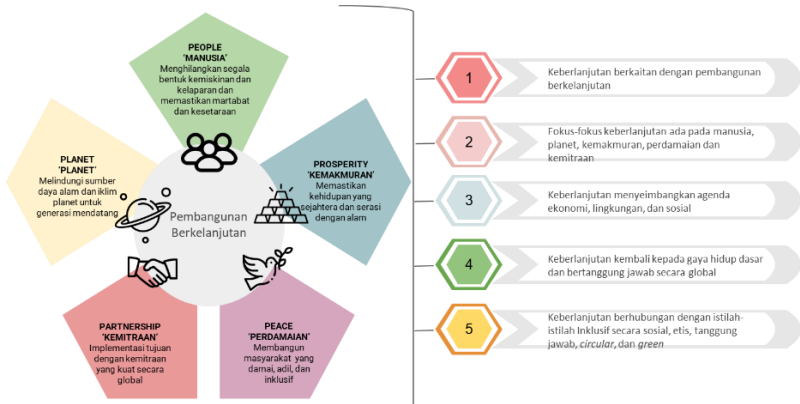 PEOPLE
'MANUSIA'
Menghilangkan segala
bentuk kemiskinan dan
kelaparan dan
memastikan martabat
dan kesetaraan
PLANET
'PLANET'
Melindungi sumber
daya alam dan iklim
planet untuk
generasi mendatang
PROSPERITY
'KEMAKMURAN'
Memastikan
kehidupan yang
sejahtera dan serasi
dengan alam
Pembangunan
Berkelanjutan
PARTNERSHIP
'KEMITRAAN'
Implementasi tujuan
dengan kemitraan
yang kuat secara
global
PEACE
'PERDAMAIAN'
Membangun
masyarakat yang
damai, adil, dan
inklusif
1
Keberlanjutan berkaitan dengan pembangunan
berkelanjutan
2
Fokus-fokus keberlanjutan ada pada manusia,
planet, kemakmuran, perdamaian dan
kemitraan
3
Keberlanjutan menyeimbangkan agenda
ekonomi, lingkungan, dan sosial
4
Keberlanjutan kembali kepada gaya hidup dasar
dan bertanggung jawab secara global
5
Keberlanjutan berhubungan dengan istilah-
istilah Inklusif secara sosial, etis, tanggung
jawab, circular, dan green